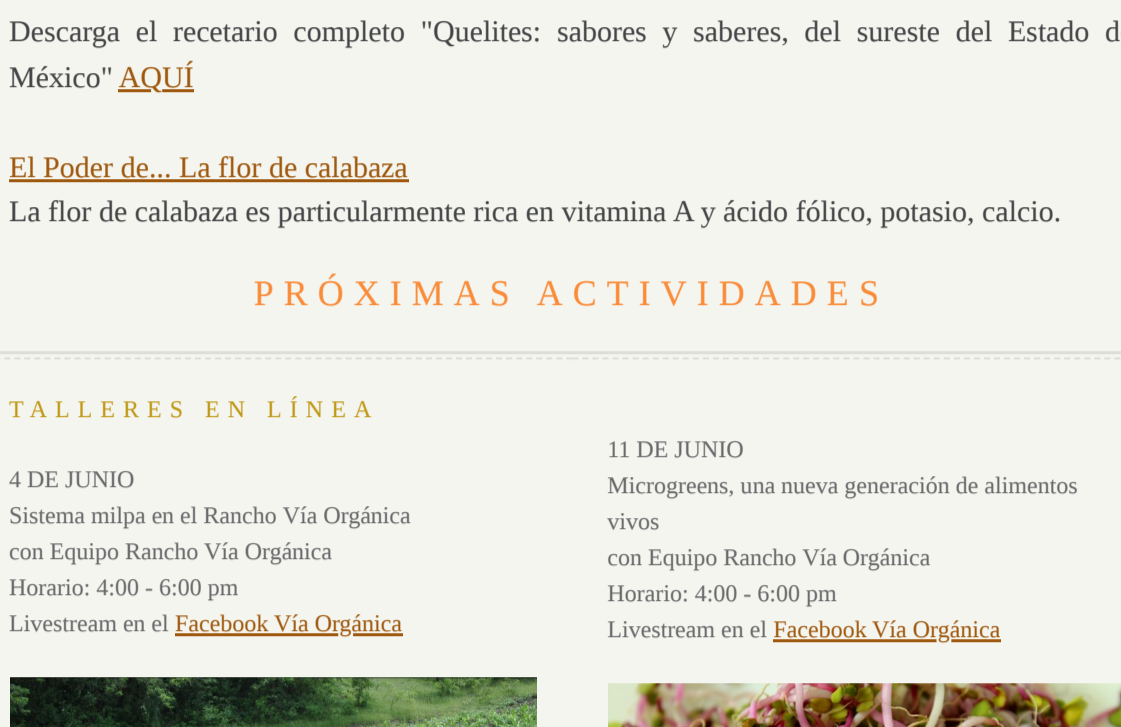 Descarga el recetario completo "Quelites: sabores y saberes, del sureste del Estado de
México" AQUÍ
El Poder de... La flor de calabaza
La flor de calabaza es particularmente rica en vitamina A y ácido fólico, potasio, calcio.
PRÓXIMAS ACTIVIDADES
TALLERES EN LÍNEA
4 DE JUNIO
Sistema milpa en el Rancho Vía Orgánica
con Equipo Rancho Vía Orgánica
Horario: 4:00 - 6:00 pm
Livestream en el Facebook Vía Orgánica
11 DE JUNIO
Microgreens, una nueva generación de alimentos
vivos
con Equipo Rancho Vía Orgánica
Horario: 4:00 - 6:00 pm
Livestream en el Facebook Vía Orgánica